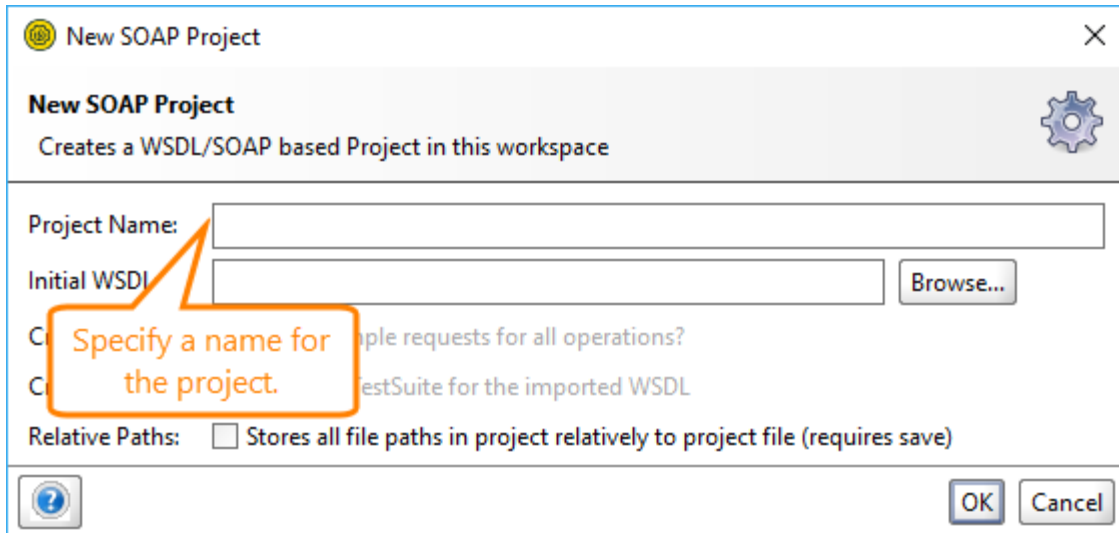 New SOAP Project
New SOAP Project
Creates a WSDL/SOAP based Project in this workspace
Project Name:
Initial WSDL
Browse...
Specify a name for
the project.
requests for all operations?
TestSuite for the imported WSDL
Relative Paths: Stores all file paths in project relatively to project file (requires save)
OK Cancel